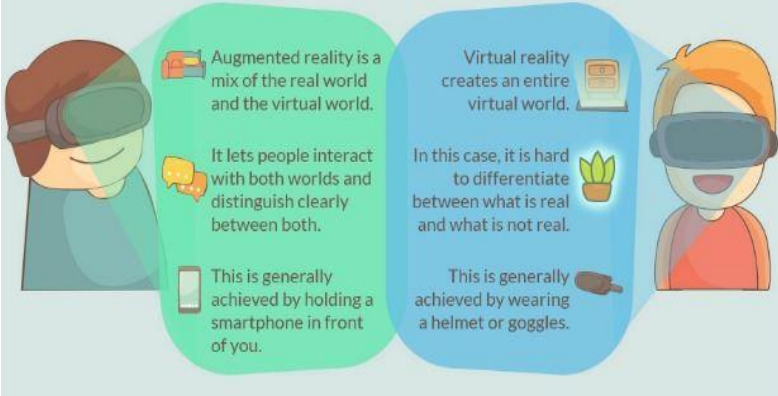 Augmented reality is a
mix of the real world
and the virtual world.
It lets people interact
with both worlds and
distinguish clearly
between both.
This is generally
achieved by holding a
smartphone in front
of you.
Virtual reality
creates an entire
virtual world.
In this case, it is hard
to differentiate
between what is real
and what is not real.
This is generally
achieved by wearing
a helmet or goggles.